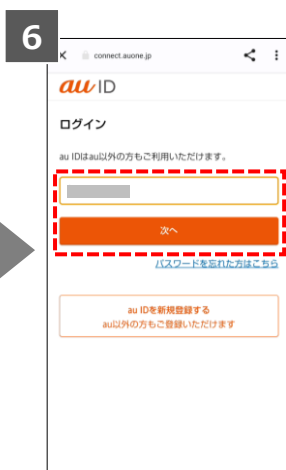 6
connect.auone.jp
au ID
ログイン
au IDはau以外の方もご利用いただけます。
次へ
パスワードを忘れた方はこちら
au IDを新規登録する
au以外の方もご登録いただけます